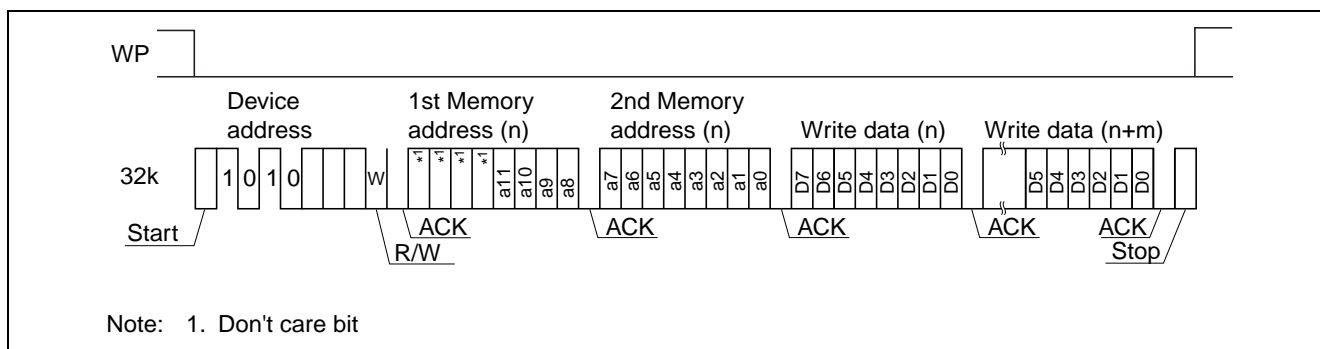 WP
Device address
1st Memory address (n)
2nd Memory address (n)
Write data (n)
Write data (n+m)
32k
1 0 1 0
W
*1 *1 *1 *1 a11 a10 a9 a8
a7 a6 a5 a4 a3 a2 a1 a0
D7 D6 D5 D4 D3 D2 D1 D0
D5 D4 D3 D2 D1 D0
Start
ACK
ACK
ACK
ACK
ACK
R/W
Stop
Note: 1. Don't care bit